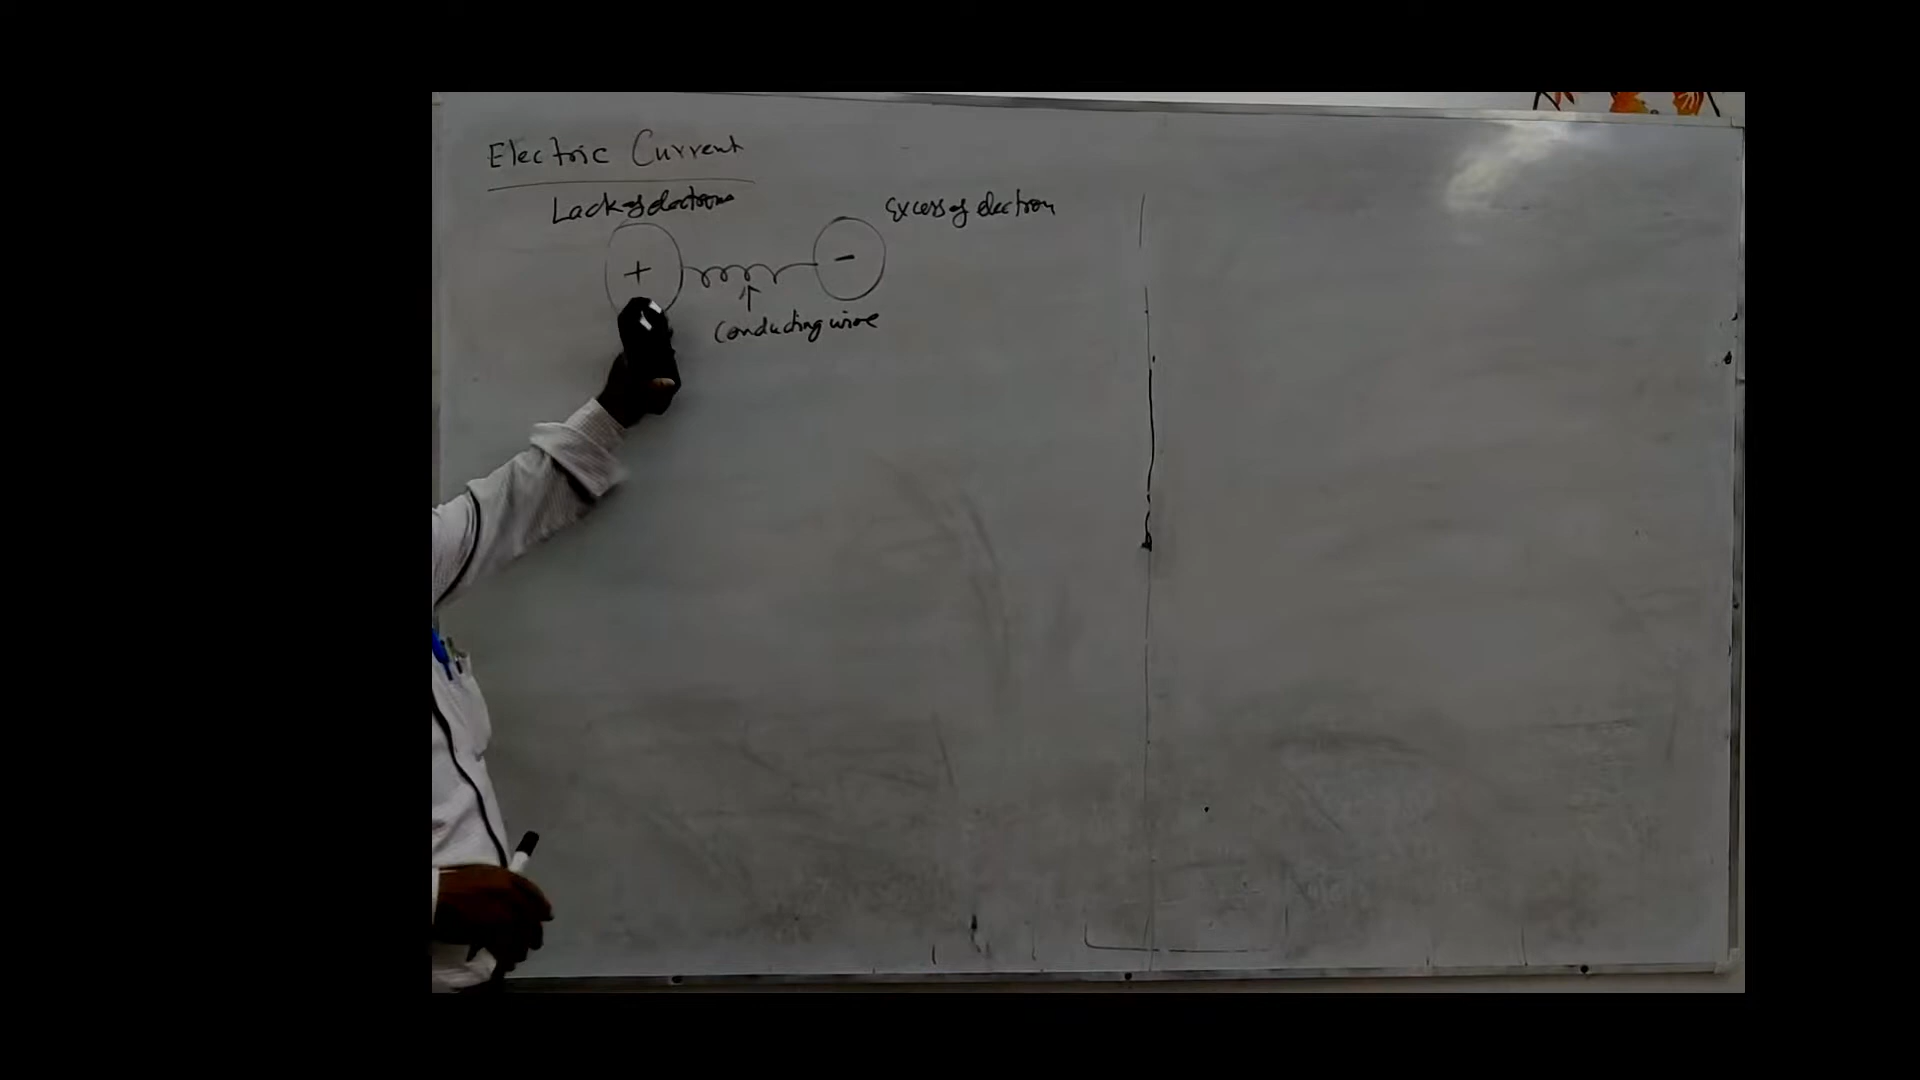 Electric Current
Lack of electrons
Excess of electron
+
-
Conducting wire